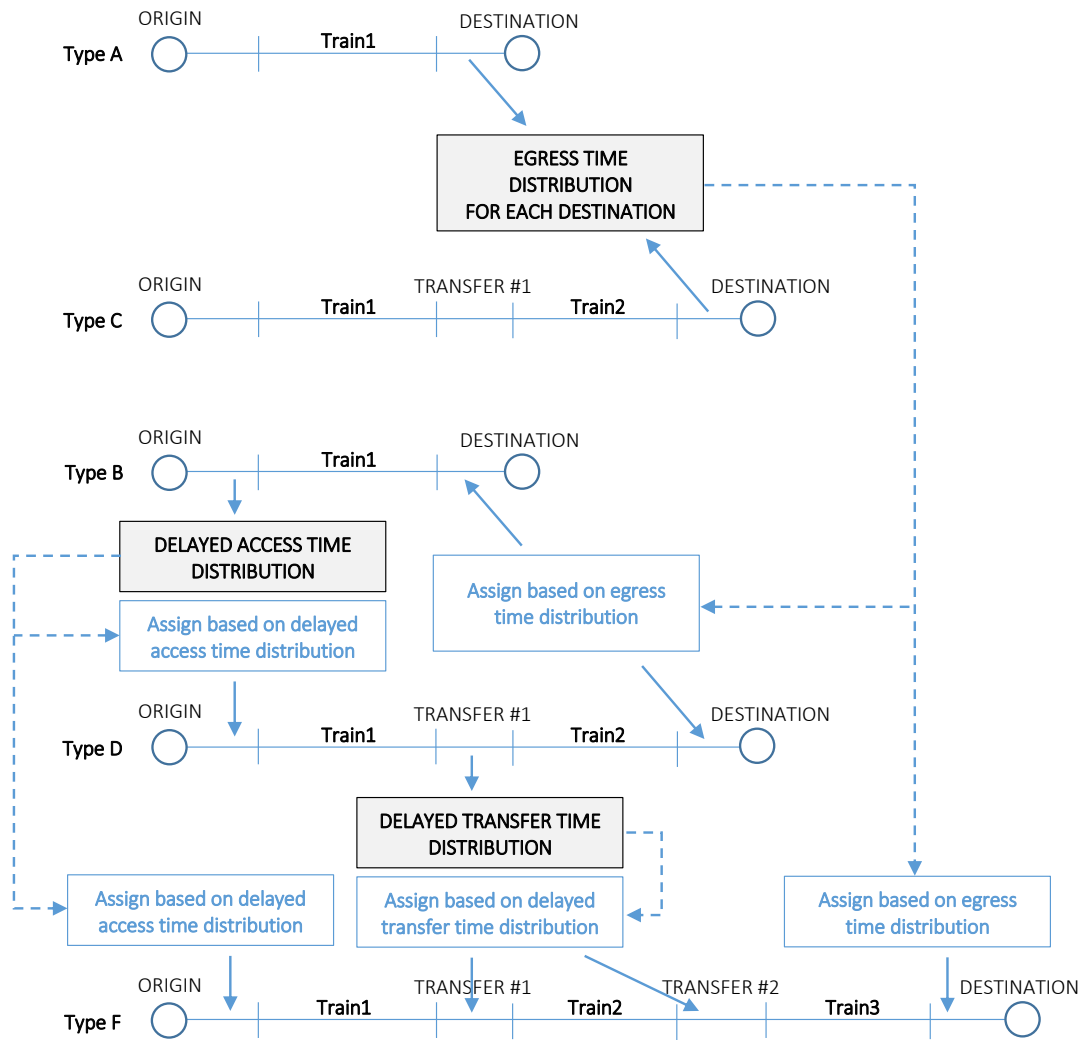 ORIGIN
DESTINATION
Type A
Train1
EGRESS TIME
DISTRIBUTION
FOR EACH DESTINATION
ORIGIN
TRANSFER #1
DESTINATION
Type C
Train1
Train2
ORIGIN
DESTINATION
Type B
Train1
DELAYED ACCESS TIME
DISTRIBUTION
Assign based on egress
time distribution
Assign based on delayed
access time distribution
ORIGIN
TRANSFER #1
DESTINATION
Type D
Train1
Train2
DELAYED TRANSFER TIME
DISTRIBUTION
Assign based on delayed
access time distribution
Assign based on delayed
transfer time distribution
Assign based on egress
time distribution
ORIGIN
TRANSFER #1
TRANSFER #2
DESTINATION
Type F
Train1
Train2
Train3